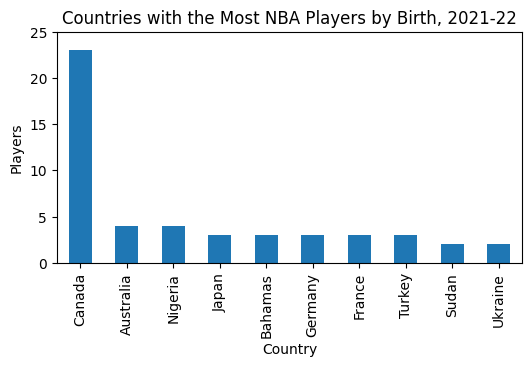 Countries with the Most NBA Players by Birth, 2021-22
25
20
15
10
5
0
Players
Canada
Australia
Nigeria
Japan
Bahamas
Germany
France
Turkey
Sudan
Ukraine
Country